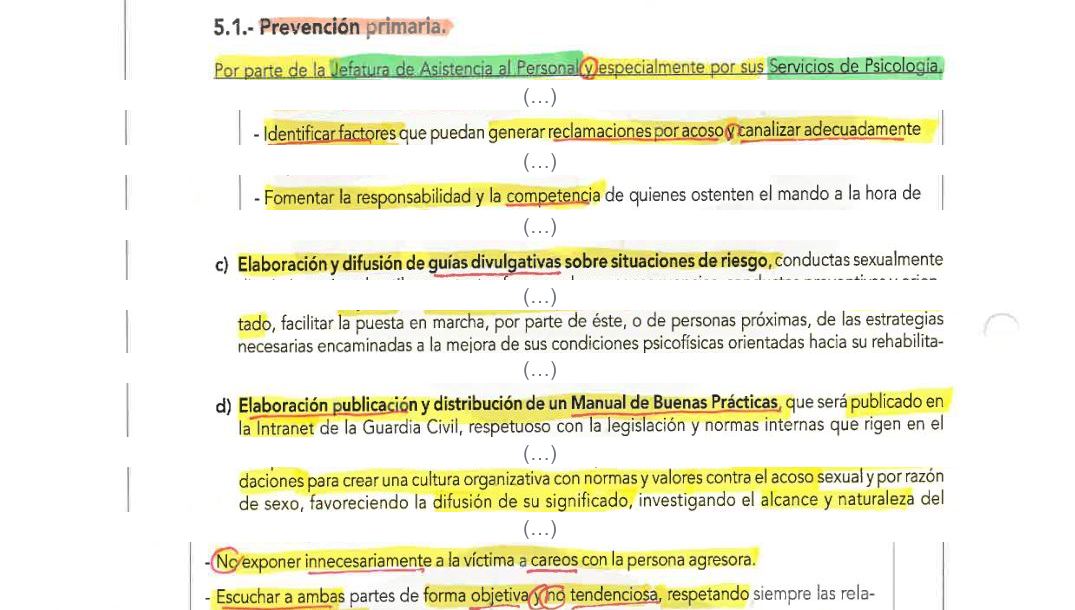 5.1.- Prevención primaria.
Por parte de la Jefatura de Asistencia al Personal y especialmente por sus Servicios de Psicología.
(...)
- Identificar factores que puedan generar reclamaciones por acoso y canalizar adecuadamente
(...)
- Fomentar la responsabilidad y la competencia de quienes ostenten el mando a la hora de
(...)
c) Elaboración y difusión de guías divulgativas sobre situaciones de riesgo, conductas sexualmente
(...)
tado, facilitar la puesta en marcha, por parte de éste, o de personas próximas, de las estrategias
necesarias encaminadas a la mejora de sus condiciones psicofísicas orientadas hacia su rehabilita-
(...)
d) Elaboración publicación y distribución de un Manual de Buenas Prácticas, que será publicado en
la Intranet de la Guardia Civil, respetuoso con la legislación y normas internas que rigen en el
(...)
daciones para crear una cultura organizativa con normas y valores contra el acoso sexual y por razón
de sexo, favoreciendo la difusión de su significado, investigando el alcance y naturaleza del
(...)
- No exponer innecesariamente a la víctima a careos con la persona agresora.
- Escuchar a ambas partes de forma objetiva y no tendenciosa, respetando siempre las rela-